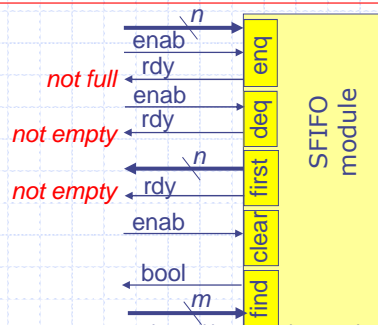 n
enab
enq
not full rdy
enab
deq
not empty rdy
n
first
not empty rdy
enab
clear
bool
find
m
SFIFO
module